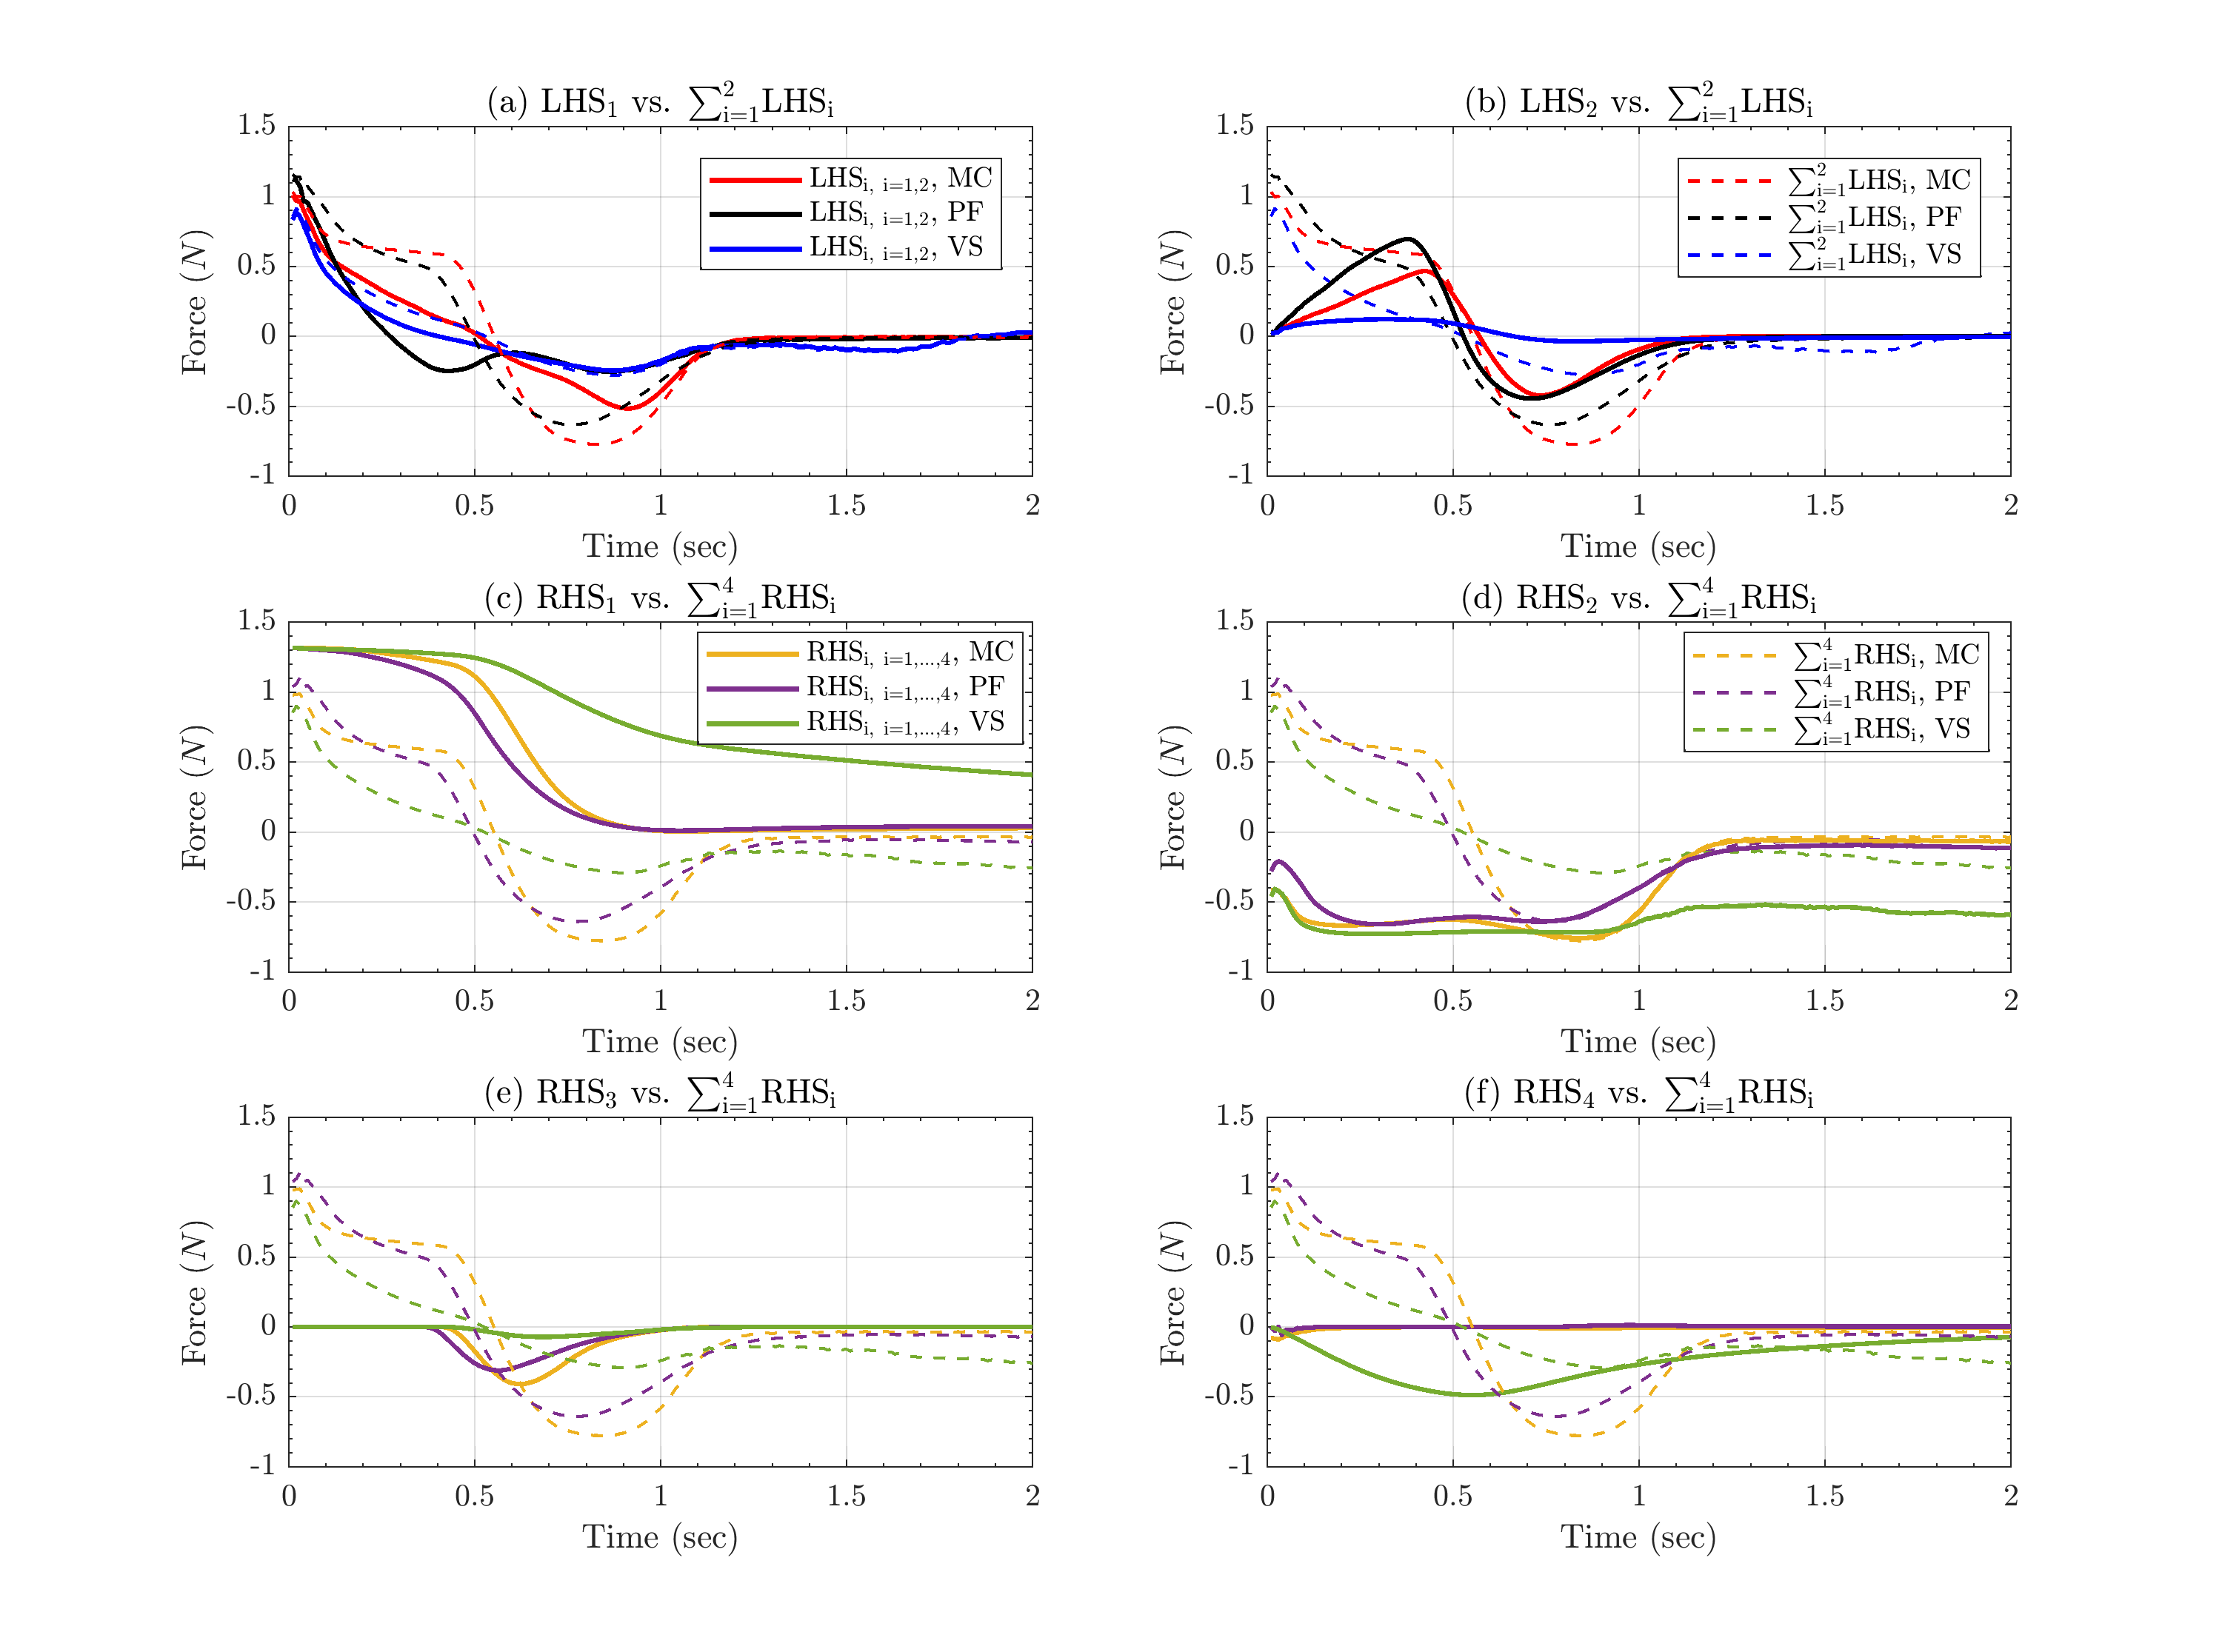 (a) LHS₁ vs. ∑²ᵢ₌₁LHSᵢ
1.5
1
0.5
0
-0.5
-1
Force (N)
LHSᵢ, ᵢ₌₁,₂, MC
LHSᵢ, ᵢ₌₁,₂, PF
LHSᵢ, ᵢ₌₁,₂, VS
0 0.5 1 1.5 2
Time (sec)
(b) LHS₂ vs. ∑²ᵢ₌₁LHSᵢ
1.5
1
0.5
0
-0.5
-1
Force (N)
∑²ᵢ₌₁LHSᵢ, MC
∑²ᵢ₌₁LHSᵢ, PF
∑²ᵢ₌₁LHSᵢ, VS
0 0.5 1 1.5 2
Time (sec)
(c) RHS₁ vs. ∑⁴ᵢ₌₁RHSᵢ
1.5
1
0.5
0
-0.5
-1
Force (N)
RHSᵢ, ᵢ₌₁,...,₄, MC
RHSᵢ, ᵢ₌₁,...,₄, PF
RHSᵢ, ᵢ₌₁,...,₄, VS
0 0.5 1 1.5 2
Time (sec)
(d) RHS₂ vs. ∑⁴ᵢ₌₁RHSᵢ
1.5
1
0.5
0
-0.5
-1
Force (N)
∑⁴ᵢ₌₁RHSᵢ, MC
∑⁴ᵢ₌₁RHSᵢ, PF
∑⁴ᵢ₌₁RHSᵢ, VS
0 0.5 1 1.5 2
Time (sec)
(e) RHS₃ vs. ∑⁴ᵢ₌₁RHSᵢ
1.5
1
0.5
0
-0.5
-1
Force (N)
0 0.5 1 1.5 2
Time (sec)
(f) RHS₄ vs. ∑⁴ᵢ₌₁RHSᵢ
1.5
1
0.5
0
-0.5
-1
Force (N)
0 0.5 1 1.5 2
Time (sec)